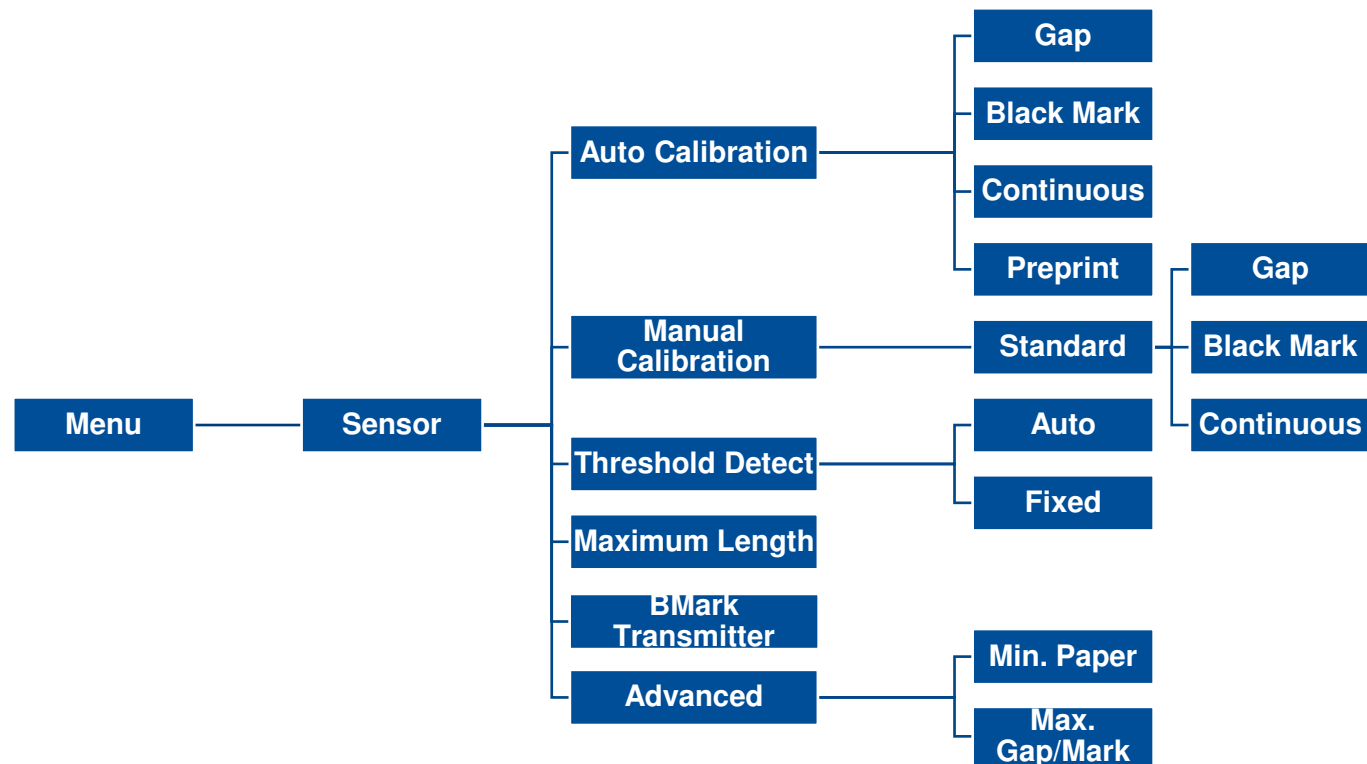 Gap
Black Mark
Auto Calibration
Continuous
Preprint
Gap
Manual
Calibration
Standard
Black Mark
Menu
Sensor
Auto
Continuous
Threshold Detect
Fixed
Maximum Length
BMark
Transmitter
Min. Paper
Advanced
Max.
Gap/Mark